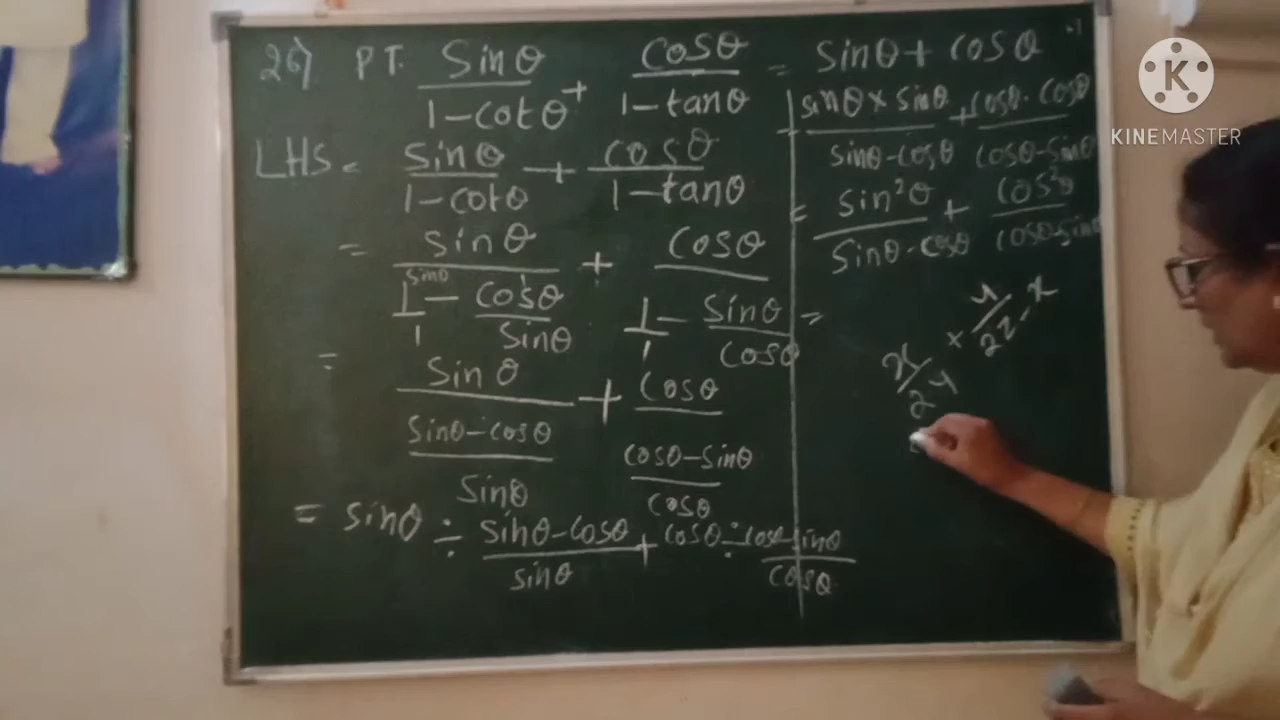 26) P.T. sinθ/1-cotθ + cosθ/1-tanθ = sinθ + cosθ
LHS = sinθ/1-cotθ + cosθ/1-tanθ
= sinθ/1/1 - cosθ/sinθ + cosθ/1/1 - sinθ/cosθ
= sinθ/sinθ-cosθ/sinθ + cosθ/cosθ-sinθ/cosθ
= sinθ ÷ sinθ-cosθ/sinθ + cosθ ÷ cosθ-sinθ/cosθ
= sinθ × sinθ/sinθ-cosθ + cosθ · cosθ/cosθ-sinθ
= sin²θ/sinθ-cosθ + cos²θ/cosθ-sinθ
=
K
KINEMASTER